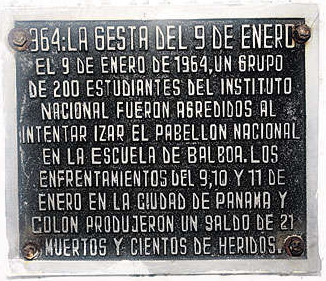 964: LA GESTA DEL 9 DE ENERO
EL 9 DE ENERO DE 1964, UN GRUPO
DE 200 ESTUDIANTES DEL INSTITUTO
NACIONAL FUERON AGREDIDOS AL
INTENTAR IZAR EL PABELLON NACIONAL
EN LA ESCUELA DE BALBOA. LOS
ENFRENTAMIENTOS DEL 9, 10 Y 11 DE
ENERO EN LA CIUDAD DE PANAMA Y
COLON PRODUJERON UN SALDO DE 21
MUERTOS Y CIENTOS DE HERIDOS.